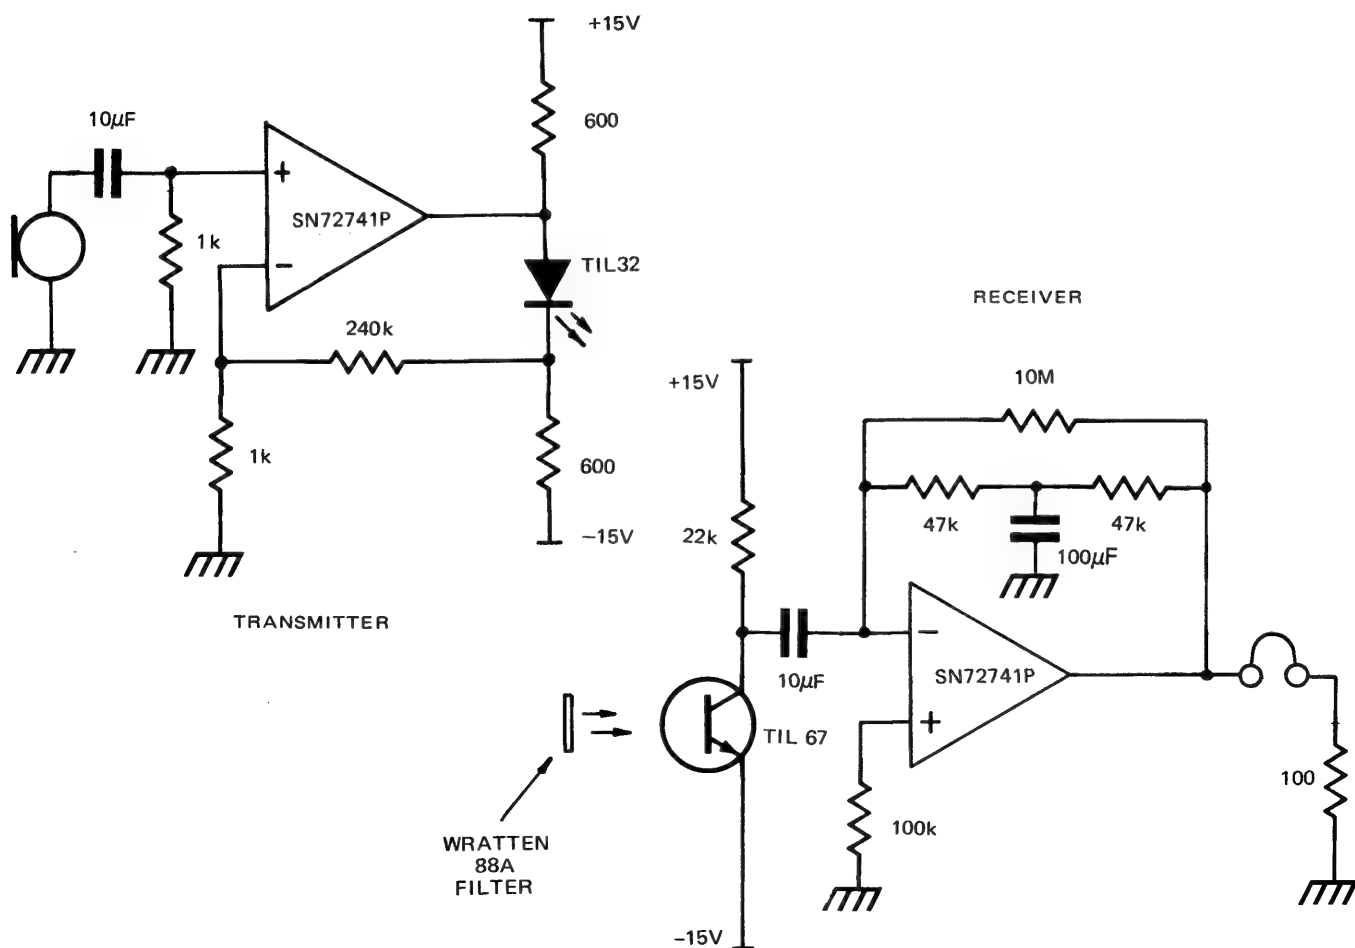 +15V
10µF
600
+
SN72741P
1k
−
TIL32
240k
1k
600
−15V
TRANSMITTER
RECEIVER
+15V
10M
47k
47k
22k
100µF
10µF
−
SN72741P
+
TIL 67
100
100k
WRATTEN
88A
FILTER
−15V